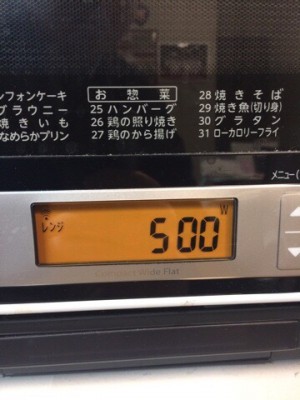 ンフォンケーキ
ブラウニー
焼きいも
なめらかプリン
お惣菜
25 ハンバーグ
26 鶏の照り焼き
27 鶏のから揚げ
28 焼きそば
29 焼き魚(切り身)
30 グラタン
31 ローカロリーフライ
メニュー(
レンジ
500 W
Wide Flat